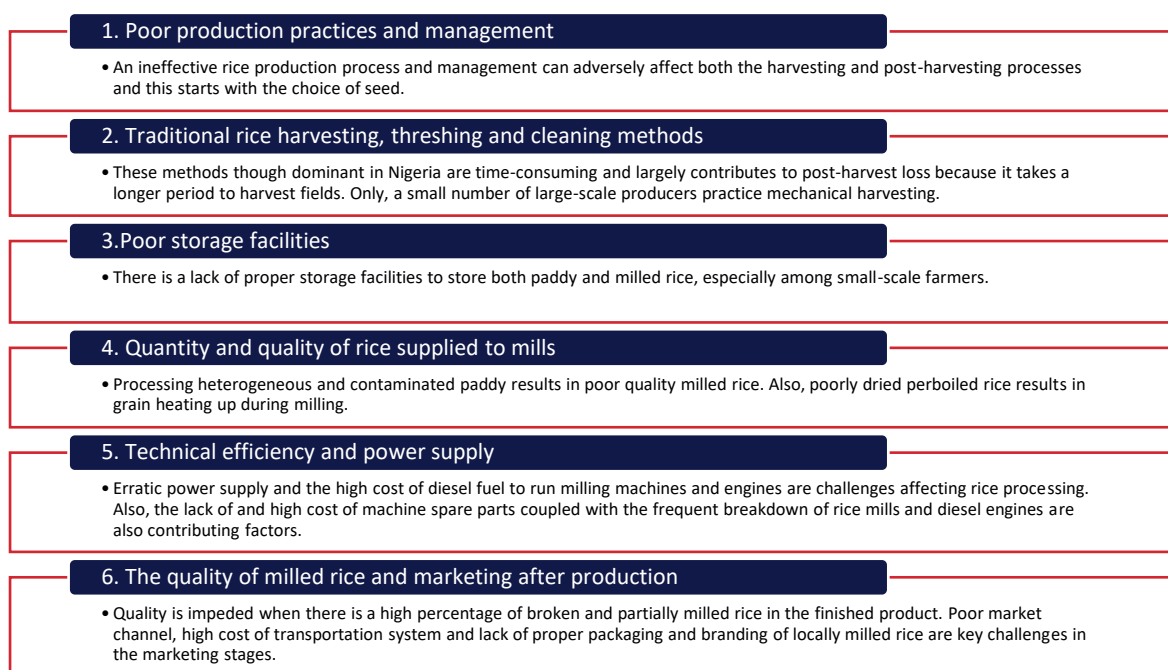 1. Poor production practices and management
• An ineffective rice production process and management can adversely affect both the harvesting and post-harvesting processes
and this starts with the choice of seed.
2. Traditional rice harvesting, threshing and cleaning methods
• These methods though dominant in Nigeria are time-consuming and largely contributes to post-harvest loss because it takes a
longer period to harvest fields. Only, a small number of large-scale producers practice mechanical harvesting.
3.Poor storage facilities
• There is a lack of proper storage facilities to store both paddy and milled rice, especially among small-scale farmers.
4. Quantity and quality of rice supplied to mills
• Processing heterogeneous and contaminated paddy results in poor quality milled rice. Also, poorly dried perboiled rice results in
grain heating up during milling.
5. Technical efficiency and power supply
• Erratic power supply and the high cost of diesel fuel to run milling machines and engines are challenges affecting rice processing.
Also, the lack of and high cost of machine spare parts coupled with the frequent breakdown of rice mills and diesel engines are
also contributing factors.
6. The quality of milled rice and marketing after production
• Quality is impeded when there is a high percentage of broken and partially milled rice in the finished product. Poor market
channel, high cost of transportation system and lack of proper packaging and branding of locally milled rice are key challenges in
the marketing stages.